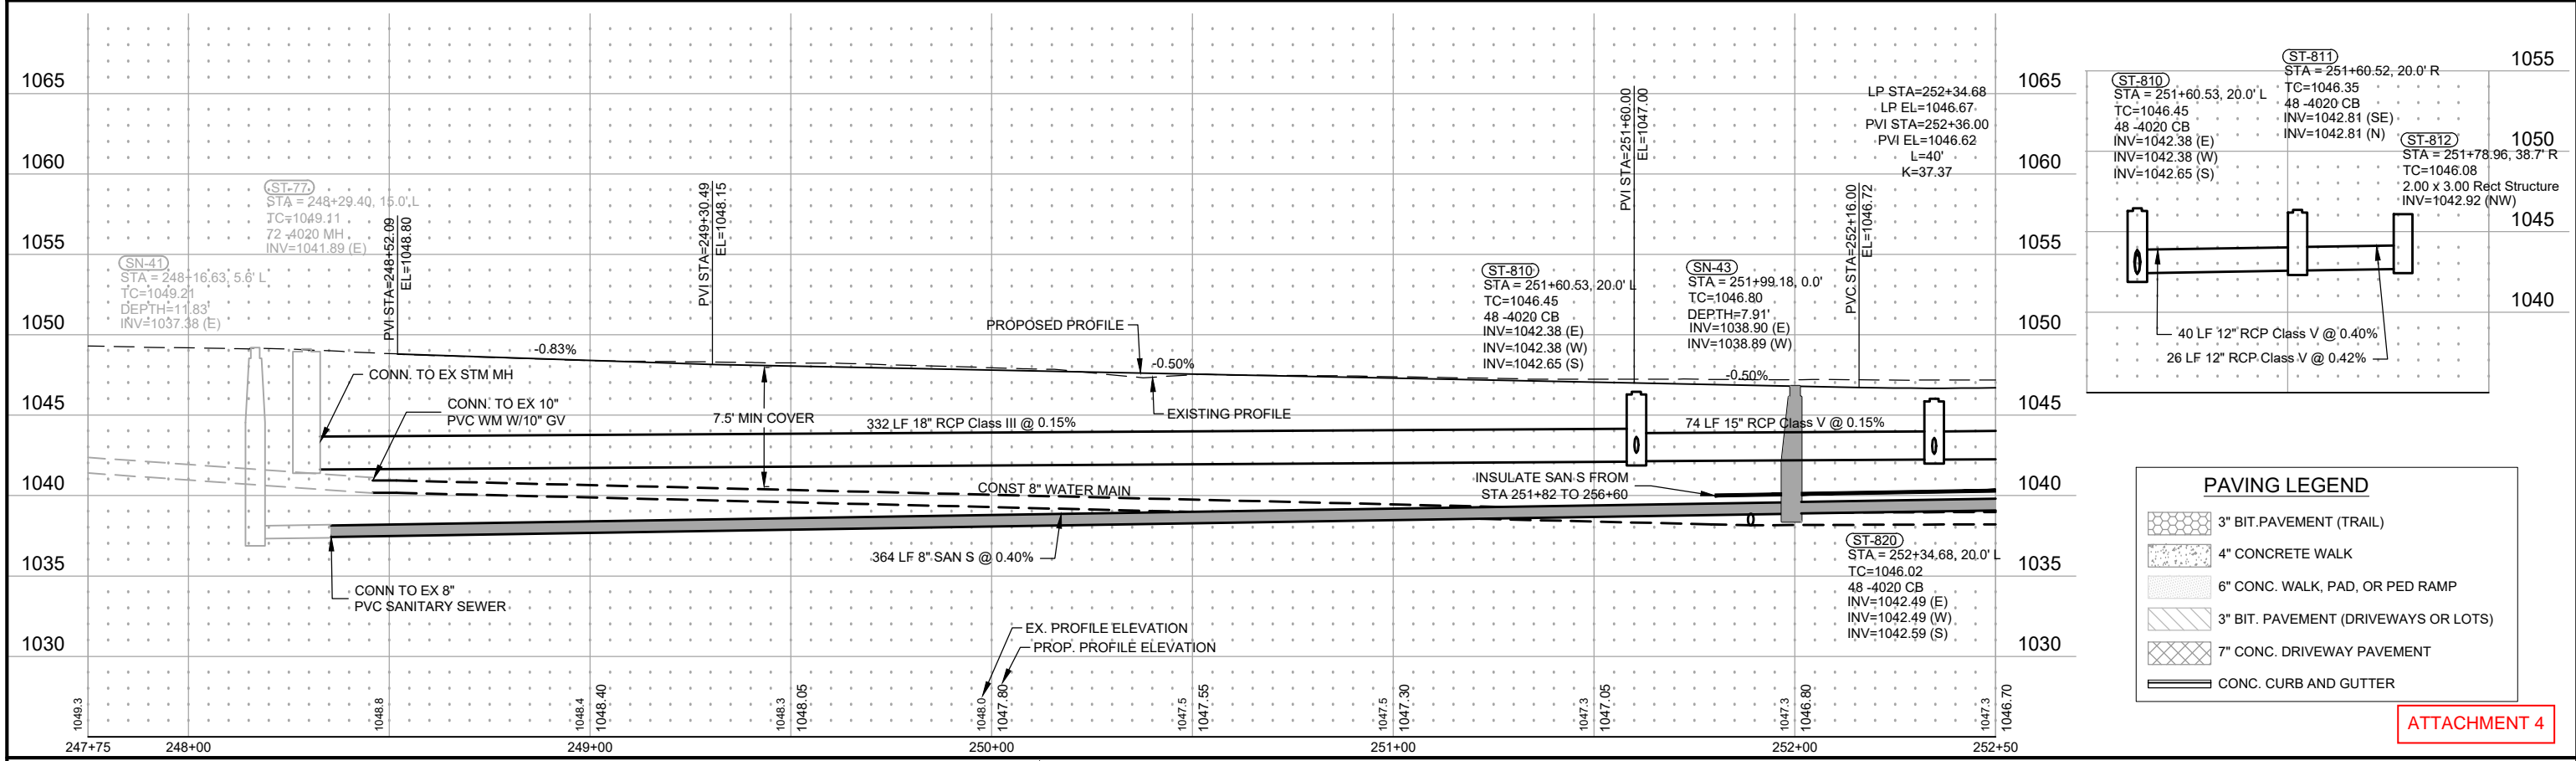 1065
1060
1055
1050
1045
1040
1035
1030
SN-41
STA = 248+16.63, 5.6' L
TC=1049.21
DEPTH=11.83'
INV=1037.38 (E)
ST-77
STA = 248+29.40, 15.0' L
TC=1049.11
72 -4020 MH
INV=1041.89 (E)
PVI STA=248+52.09
EL=1048.80
PVI STA=249+30.49
EL=1048.15
-0.83%
CONN. TO EX STM MH
CONN. TO EX 10"
PVC WM W/10" GV
7.5' MIN COVER
PROPOSED PROFILE
-0.50%
EXISTING PROFILE
332 LF 18" RCP Class III @ 0.15%
CONST 8" WATER MAIN
364 LF 8" SAN S @ 0.40%
CONN TO EX 8"
PVC SANITARY SEWER
EX. PROFILE ELEVATION
PROP. PROFILE ELEVATION
ST-810
STA = 251+60.53, 20.0' L
TC=1046.45
48 -4020 CB
INV=1042.38 (E)
INV=1042.38 (W)
INV=1042.65 (S)
PVI STA=251+60.00
EL=1047.00
SN-43
STA = 251+99.18, 0.0'
TC=1046.80
DEPTH=7.91'
INV=1038.90 (E)
INV=1038.89 (W)
LP STA=252+34.68
LP EL=1046.67
PVI STA=252+36.00
PVI EL=1046.62
L=40'
K=37.37
PVC STA=252+16.00
EL=1046.72
-0.50%
74 LF 15" RCP Class V @ 0.15%
INSULATE SAN S FROM
STA 251+82 TO 256+60
ST-820
STA = 252+34.68, 20.0' L
TC=1046.02
48 -4020 CB
INV=1042.49 (E)
INV=1042.49 (W)
INV=1042.59 (S)
1065
1060
1055
1050
1045
1040
1035
1030
1049.3
1048.8
1048.4
1048.40
1048.3
1048.05
1048.0
1047.80
1047.5
1047.55
1047.5
1047.30
1047.3
1047.05
1047.3
1046.80
1047.3
1046.70
247+75
248+00
249+00
250+00
251+00
252+00
252+50
ST-810
STA = 251+60.53, 20.0' L
TC=1046.45
48 -4020 CB
INV=1042.38 (E)
INV=1042.38 (W)
INV=1042.65 (S)
ST-811
STA = 251+60.52, 20.0' R
TC=1046.35
48 -4020 CB
INV=1042.81 (SE)
INV=1042.81 (N)
ST-812
STA = 251+78.96, 38.7' R
TC=1046.08
2.00 x 3.00 Rect Structure
INV=1042.92 (NW)
1055
1050
1045
1040
40 LF 12" RCP Class V @ 0.40%
26 LF 12" RCP Class V @ 0.42%
PAVING LEGEND
3" BIT.PAVEMENT (TRAIL)
4" CONCRETE WALK
6" CONC. WALK, PAD, OR PED RAMP
3" BIT. PAVEMENT (DRIVEWAYS OR LOTS)
7" CONC. DRIVEWAY PAVEMENT
CONC. CURB AND GUTTER
ATTACHMENT 4